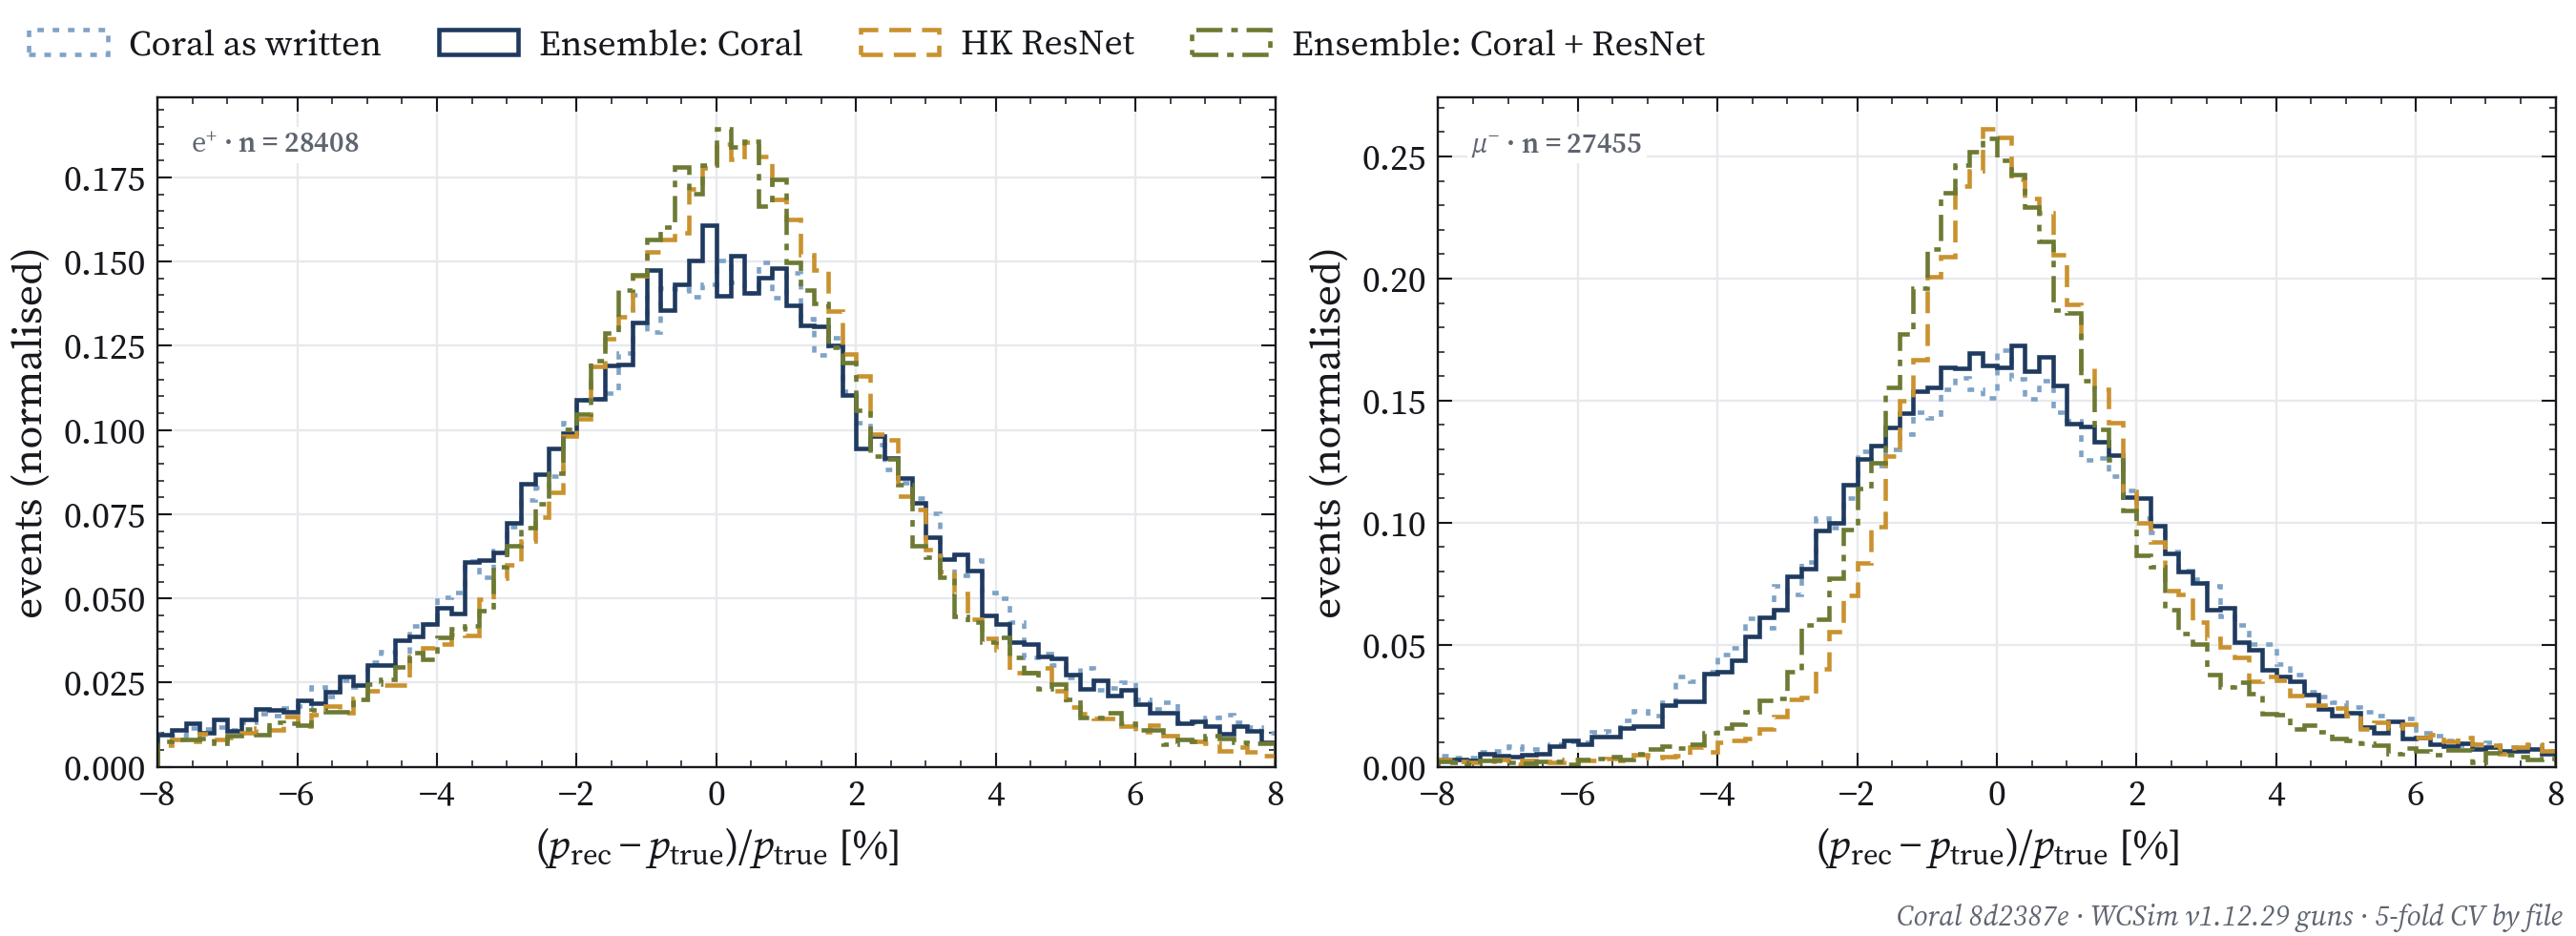 Coral as written Ensemble: Coral HK ResNet Ensemble: Coral + ResNet
e⁺ · n = 28408
events (normalised)
0.175
0.150
0.125
0.100
0.075
0.050
0.025
0.000
−8 −6 −4 −2 0 2 4 6 8
(p_rec − p_true)/p_true [%]
μ⁻ · n = 27455
events (normalised)
0.25
0.20
0.15
0.10
0.05
0.00
−8 −6 −4 −2 0 2 4 6 8
(p_rec − p_true)/p_true [%]
Coral 8d2387e · WCSim v1.12.29 guns · 5-fold CV by file